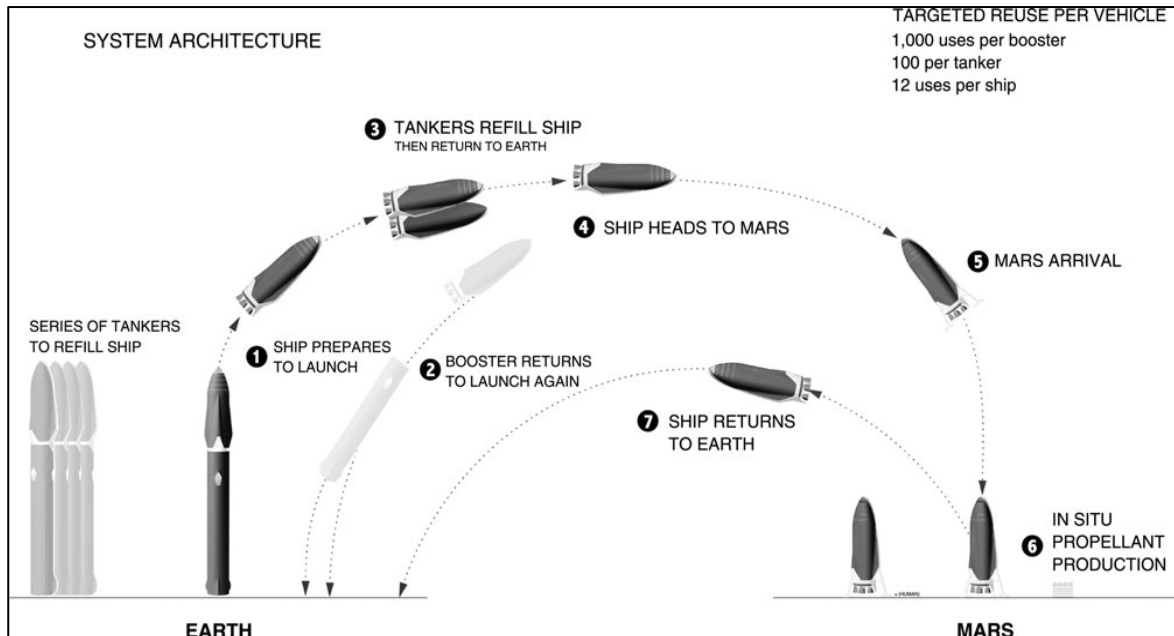 SYSTEM ARCHITECTURE
TARGETED REUSE PER VEHICLE
1,000 uses per booster
100 per tanker
12 uses per ship
3 TANKERS REFILL SHIP
THEN RETURN TO EARTH
4 SHIP HEADS TO MARS
5 MARS ARRIVAL
SERIES OF TANKERS
TO REFILL SHIP
1 SHIP PREPARES
TO LAUNCH
2 BOOSTER RETURNS
TO LAUNCH AGAIN
7 SHIP RETURNS
TO EARTH
6 IN SITU
PROPELLANT
PRODUCTION
(HUMAN)
EARTH
MARS